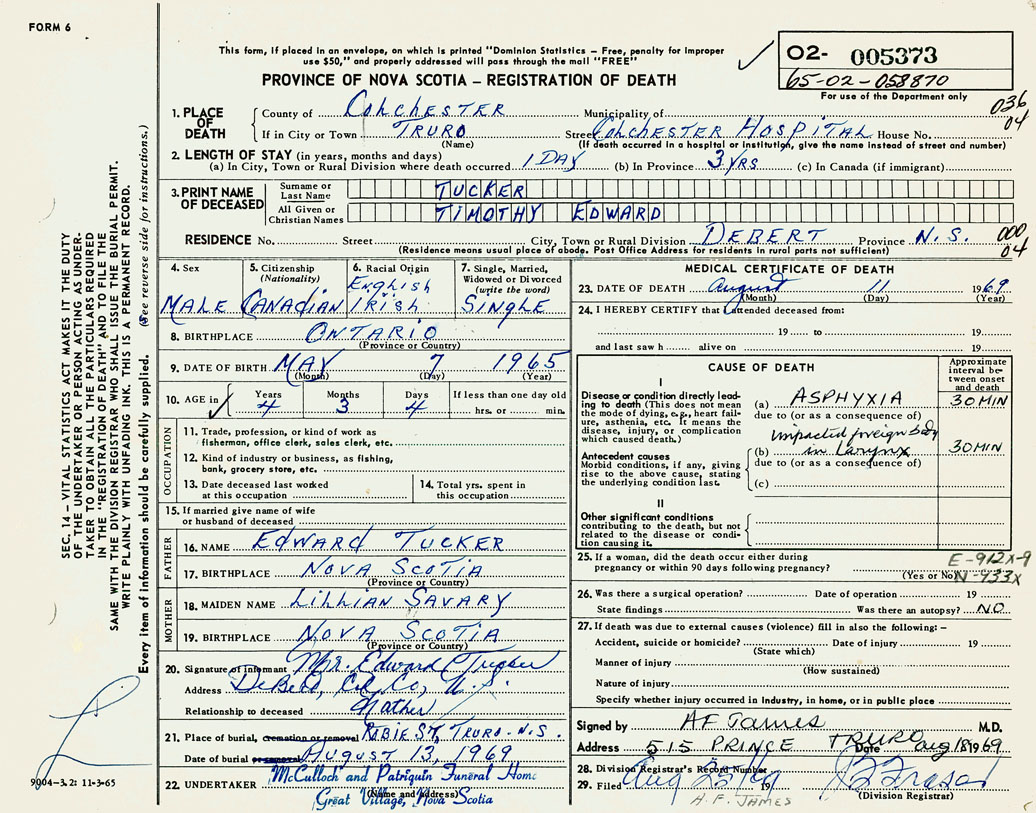 FORM 6
This form, if placed in an envelope, on which is printed "Dominion Statistics – Free, penalty for improper
use $50," and properly addressed will pass through the mail "FREE"
PROVINCE OF NOVA SCOTIA – REGISTRATION OF DEATH
O2- 005373
65-02-058870
For use of the Department only
036
04
1. PLACE OF DEATH
County of COLCHESTER Municipality of
If in City or Town TRURO Street COLCHESTER HOSPITAL House No.
(Name) (If death occurred in a hospital or institution, give the name instead of street and number)
2. LENGTH OF STAY (in years, months and days)
(a) In City, Town or Rural Division where death occurred 1 DAY (b) In Province 3 YRS (c) In Canada (if immigrant)
3. PRINT NAME OF DECEASED
Surname or Last Name TUCKER
All Given or Christian Names TIMOTHY EDWARD
RESIDENCE No. Street City, Town or Rural Division DEBERT Province N.S. 000
04
(Residence means usual place of abode. Post Office Address for residents in rural parts not sufficient)
4. Sex MALE
5. Citizenship (Nationality) CANADIAN
6. Racial Origin English IRISH
7. Single, Married, Widowed or Divorced (write the word) SINGLE
8. BIRTHPLACE ONTARIO
(Province or Country)
9. DATE OF BIRTH MAY 7 1965
(Month) (Day) (Year)
10. AGE in Years 4 Months 3 Days 4 If less than one day old hrs. or min.
OCCUPATION
11. Trade, profession, or kind of work as
fisherman, office clerk, sales clerk, etc.
12. Kind of industry or business, as fishing,
bank, grocery store, etc.
13. Date deceased last worked
at this occupation
14. Total yrs. spent in
this occupation
15. If married give name of wife
or husband of deceased
FATHER
16. NAME EDWARD TUCKER
17. BIRTHPLACE NOVA SCOTIA
(Province or Country)
MOTHER
18. MAIDEN NAME LILLIAN SAVARY
19. BIRTHPLACE NOVA SCOTIA
(Province or Country)
20. Signature of informant Mr. Edward Tucker
Address DeBert, Col. Co., N.S.
Relationship to deceased Father
21. Place of burial, cremation or removal ROBIE ST. TRURO. N.S.
Date of burial AUGUST 13, 1969
22. UNDERTAKER McCulloch and Patriquin Funeral Home
(Name and address)
Great Village, Nova Scotia
MEDICAL CERTIFICATE OF DEATH
23. DATE OF DEATH August 11 1969
(Month) (Day) (Year)
24. I HEREBY CERTIFY that I attended deceased from:
19 to 19
and last saw h alive on 19
CAUSE OF DEATH
Approximate interval between onset and death
I
Disease or condition directly leading to death (This does not mean the mode of dying, e.g., heart failure, asthenia, etc. It means the disease, injury, or complication which caused death.)
(a) ASPHYXIA 30 MIN
due to (or as a consequence of)
Antecedent causes
Morbid conditions, if any, giving rise to the above cause, stating the underlying condition last.
impacted foreign body
(b) in Larynx 30 MIN
due to (or as a consequence of)
(c)
II
Other significant conditions
contributing to the death, but not
related to the disease or condition causing it.
25. If a woman, did the death occur either during
pregnancy or within 90 days following pregnancy?
(Yes or No)
E-912X-9
N-933X
26. Was there a surgical operation? Date of operation 19
State findings Was there an autopsy? NO
27. If death was due to external causes (violence) fill in also the following: –
Accident, suicide or homicide? Date of injury 19
(State which)
Manner of injury
(How sustained)
Nature of injury
Specify whether injury occurred in industry, in home, or in public place
Signed by AF James M.D.
Address 515 PRINCE TRURO Date Aug 18 1969
28. Division Registrar's Record Number
29. Filed Aug 25 1969
(Division Registrar)
A.F. JAMES
SEC. 14 – VITAL STATISTICS ACT MAKES IT THE DUTY
OF THE UNDERTAKER OR PERSON ACTING AS UNDER-
TAKER TO OBTAIN ALL THE PARTICULARS REQUIRED
IN THE "REGISTRATION OF DEATH" AND TO FILE THE
SAME WITH THE DIVISION REGISTRAR WHO SHALL ISSUE THE BURIAL PERMIT.
WRITE PLAINLY WITH UNFADING INK. THIS IS A PERMANENT RECORD.
Every item of information should be carefully supplied. (See reverse side for instructions.)
9004–3.2: 11-3-65